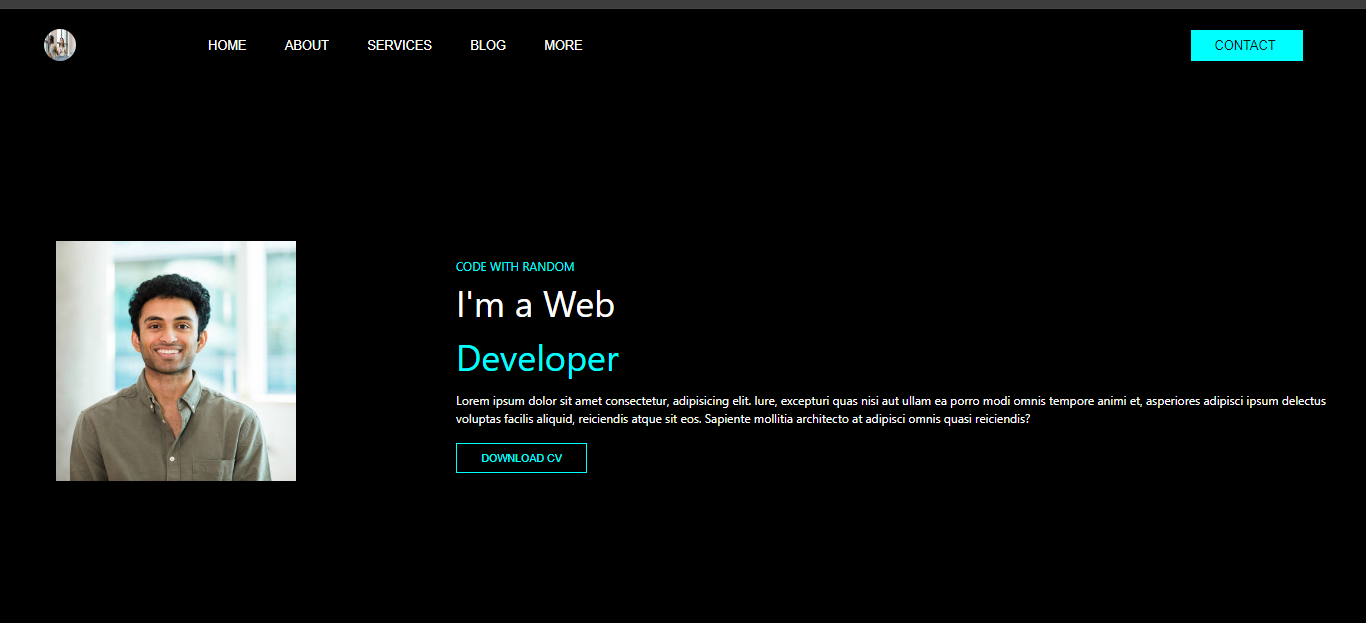 HOME ABOUT SERVICES BLOG MORE CONTACT
CODE WITH RANDOM
I'm a Web
Developer
Lorem ipsum dolor sit amet consectetur, adipisicing elit. Iure, excepturi quas nisi aut ullam ea porro modi omnis tempore animi et, asperiores adipisci ipsum delectus
voluptas facilis aliquid, reiciendis atque sit eos. Sapiente mollitia architecto at adipisci omnis quasi reiciendis?
DOWNLOAD CV